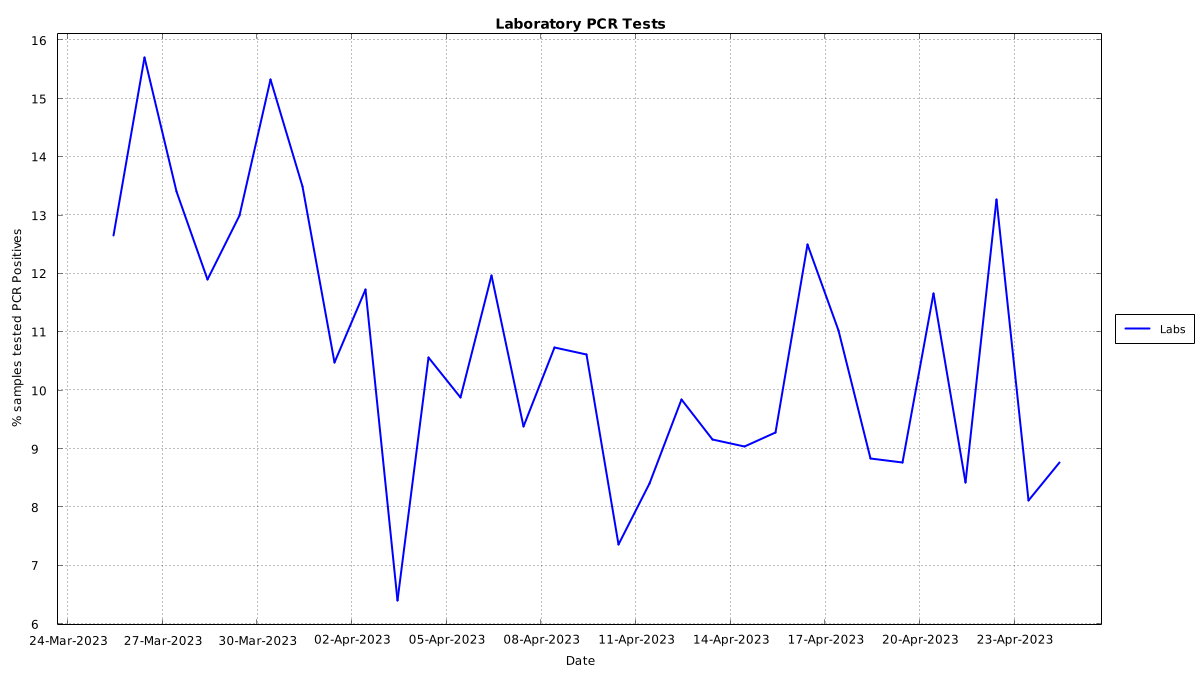 Laboratory PCR Tests
% samples tested PCR Positives
16
15
14
13
12
11
10
9
8
7
6
24-Mar-2023
27-Mar-2023
30-Mar-2023
02-Apr-2023
05-Apr-2023
08-Apr-2023
11-Apr-2023
14-Apr-2023
17-Apr-2023
20-Apr-2023
23-Apr-2023
Date
Labs